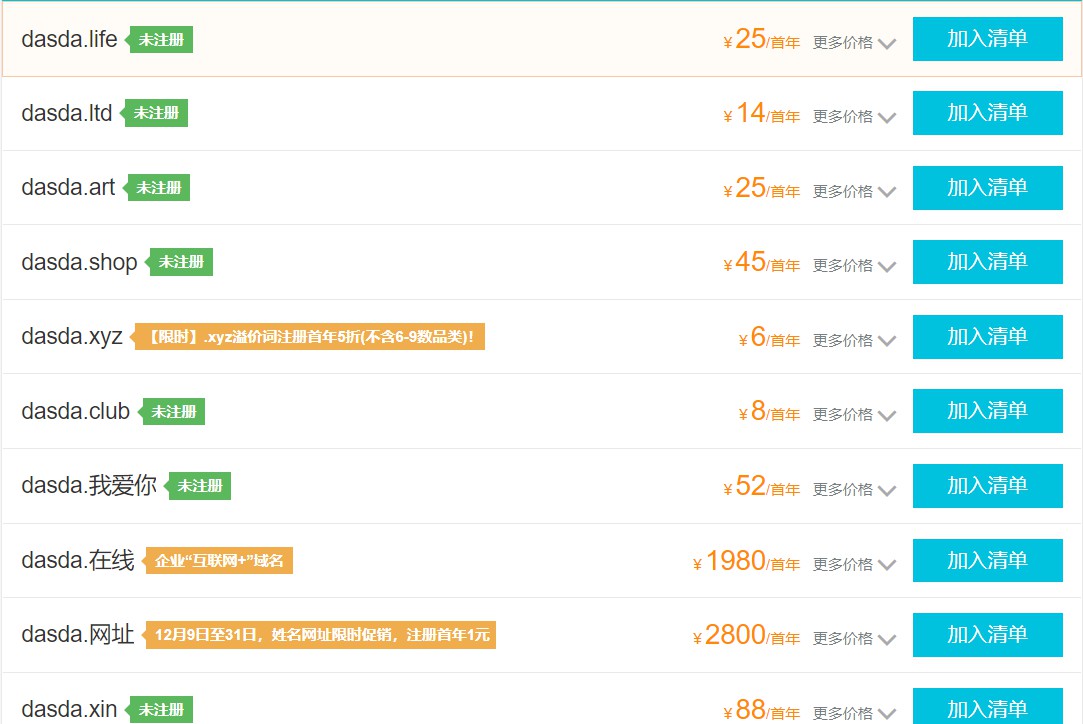 dasda.life 未注册 ¥25/首年 更多价格 加入清单
dasda.ltd 未注册 ¥14/首年 更多价格 加入清单
dasda.art 未注册 ¥25/首年 更多价格 加入清单
dasda.shop 未注册 ¥45/首年 更多价格 加入清单
dasda.xyz 【限时】.xyz溢价词注册首年5折(不含6-9数品类)! ¥6/首年 更多价格 加入清单
dasda.club 未注册 ¥8/首年 更多价格 加入清单
dasda.我爱你 未注册 ¥52/首年 更多价格 加入清单
dasda.在线 企业“互联网+”域名 ¥1980/首年 更多价格 加入清单
dasda.网址 12月9日至31日，姓名网址限时促销，注册首年1元 ¥2800/首年 更多价格 加入清单
dasda.xin 未注册 ¥88/首年 更多价格 加入清单